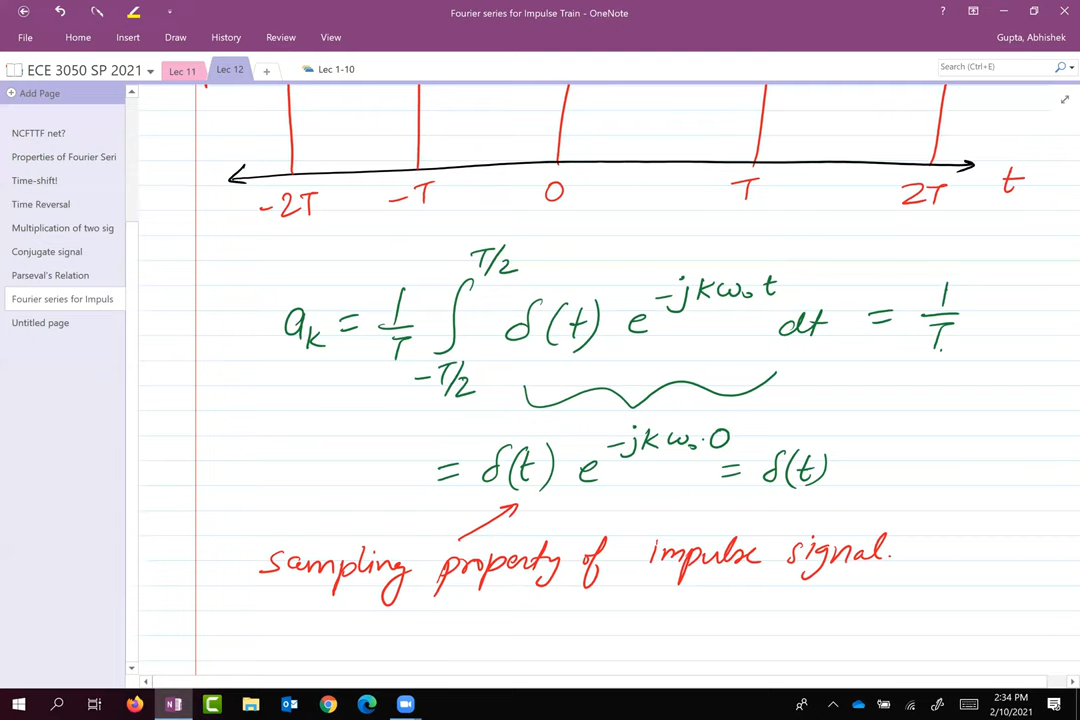 Fourier series for Impulse Train - OneNote
?
File Home Insert Draw History Review View
Gupta, Abhishek
ECE 3050 SP 2021
Lec 11
Lec 12
+
Lec 1-10
Search (Ctrl+E)
Add Page
NCFTTF net?
Properties of Fourier Seri
Time-shift!
Time Reversal
Multiplication of two sig
Conjugate signal
Parseval's Relation
Fourier series for Impuls
Untitled page
-2T -T 0 T 2T t
a_k = 1/T ∫_{-T/2}^{T/2} δ(t) e^{-jkω₀t} dt = 1/T
= δ(t) e^{-jkω₀·0} = δ(t)
sampling property of impulse signal.
2:34 PM
2/10/2021